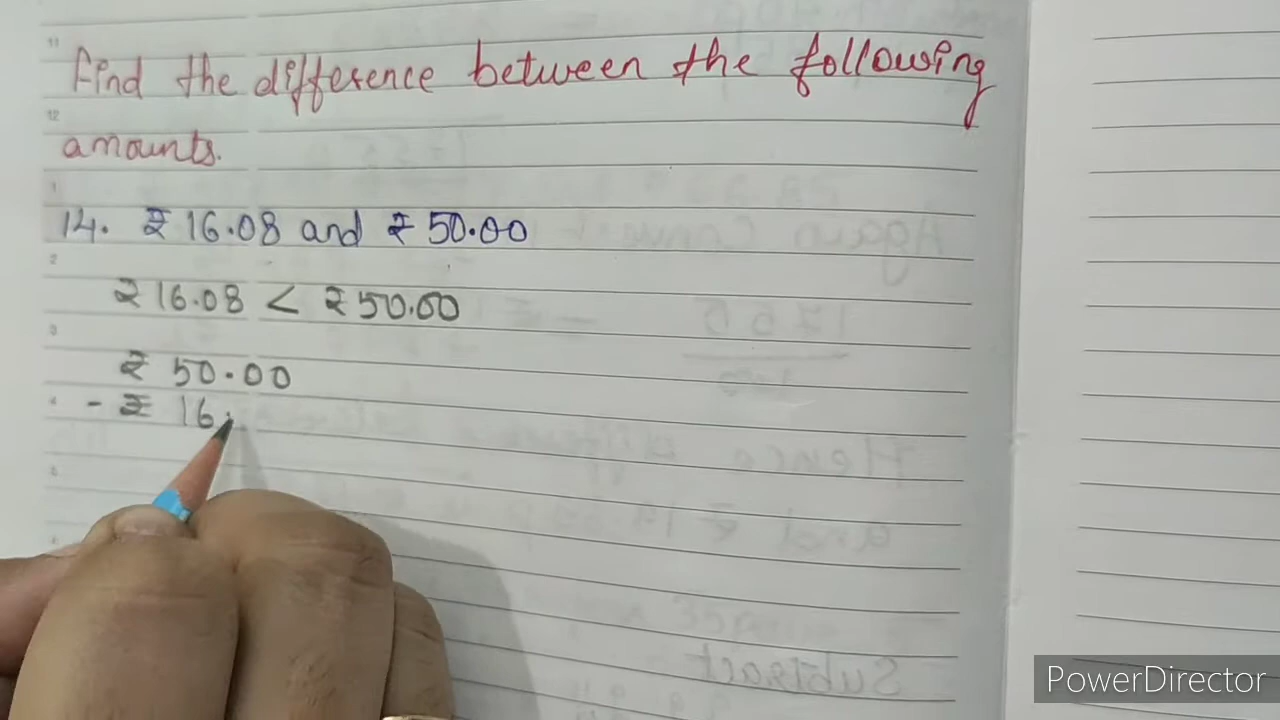 Find the difference between the following
amounts.
14. ₹ 16.08 and ₹ 50.00
₹ 16.08 < ₹ 50.00
₹ 50.00
- ₹ 16.
PowerDirector